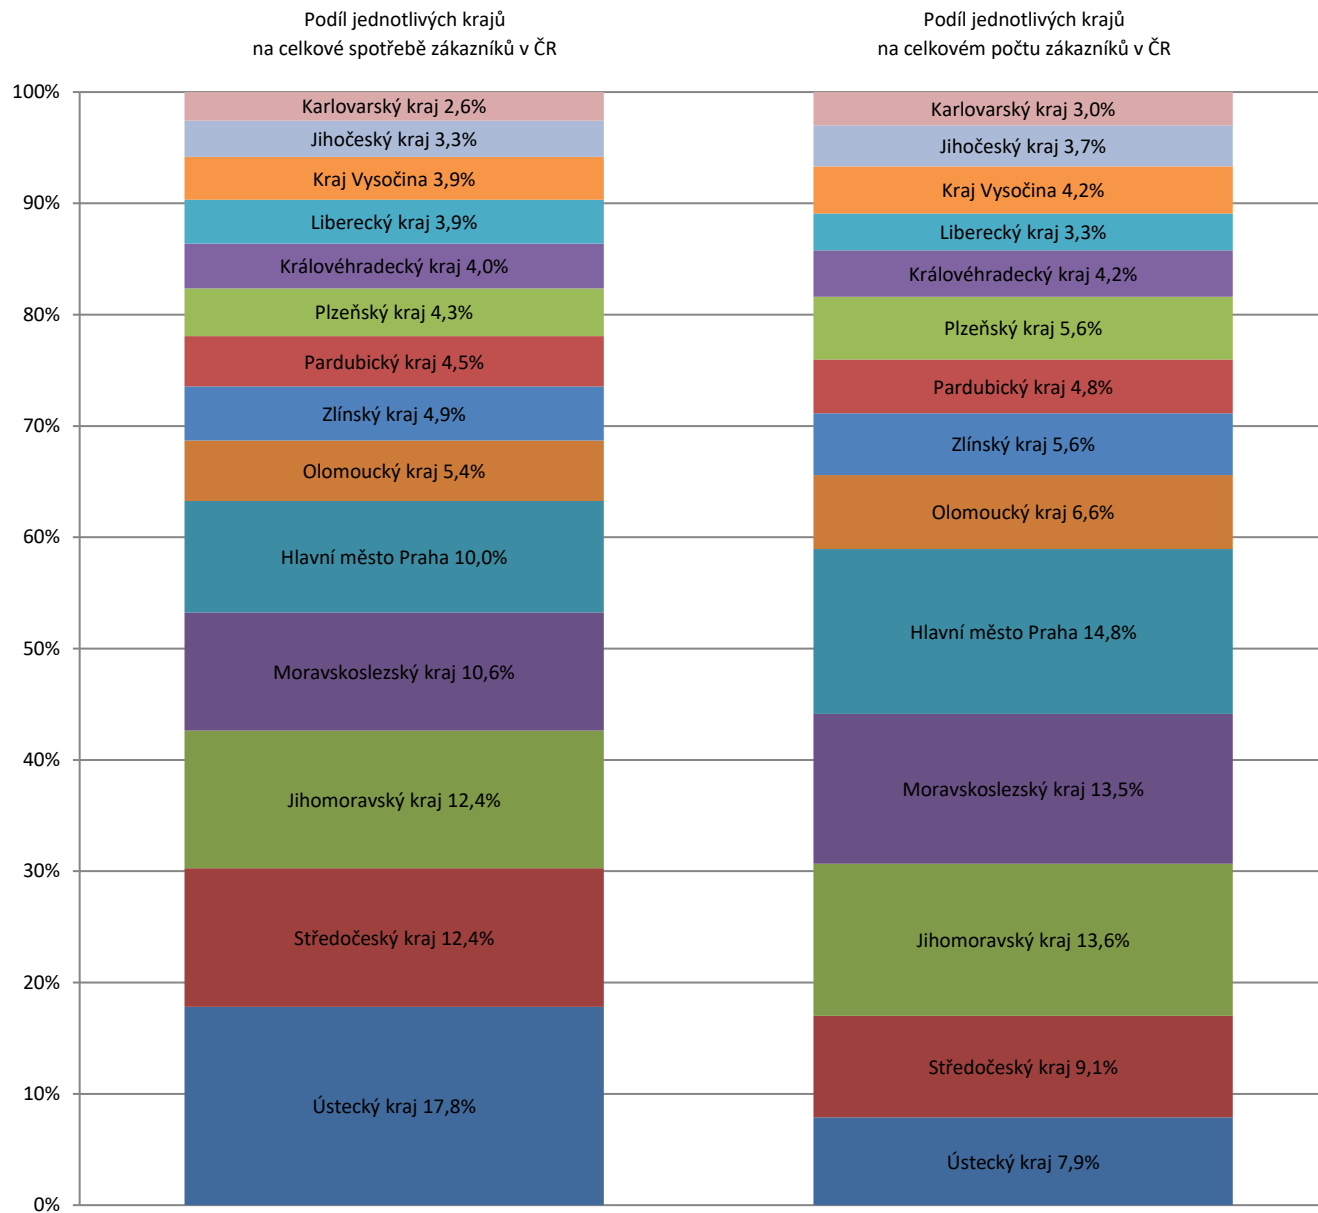 Podíl jednotlivých krajů
na celkové spotřebě zákazníků v ČR
Podíl jednotlivých krajů
na celkovém počtu zákazníků v ČR
100%
90%
80%
70%
60%
50%
40%
30%
20%
10%
0%
Karlovarský kraj 2,6%
Jihočeský kraj 3,3%
Kraj Vysočina 3,9%
Liberecký kraj 3,9%
Královéhradecký kraj 4,0%
Plzeňský kraj 4,3%
Pardubický kraj 4,5%
Zlínský kraj 4,9%
Olomoucký kraj 5,4%
Hlavní město Praha 10,0%
Moravskoslezský kraj 10,6%
Jihomoravský kraj 12,4%
Středočeský kraj 12,4%
Ústecký kraj 17,8%
Karlovarský kraj 3,0%
Jihočeský kraj 3,7%
Kraj Vysočina 4,2%
Liberecký kraj 3,3%
Královéhradecký kraj 4,2%
Plzeňský kraj 5,6%
Pardubický kraj 4,8%
Zlínský kraj 5,6%
Olomoucký kraj 6,6%
Hlavní město Praha 14,8%
Moravskoslezský kraj 13,5%
Jihomoravský kraj 13,6%
Středočeský kraj 9,1%
Ústecký kraj 7,9%